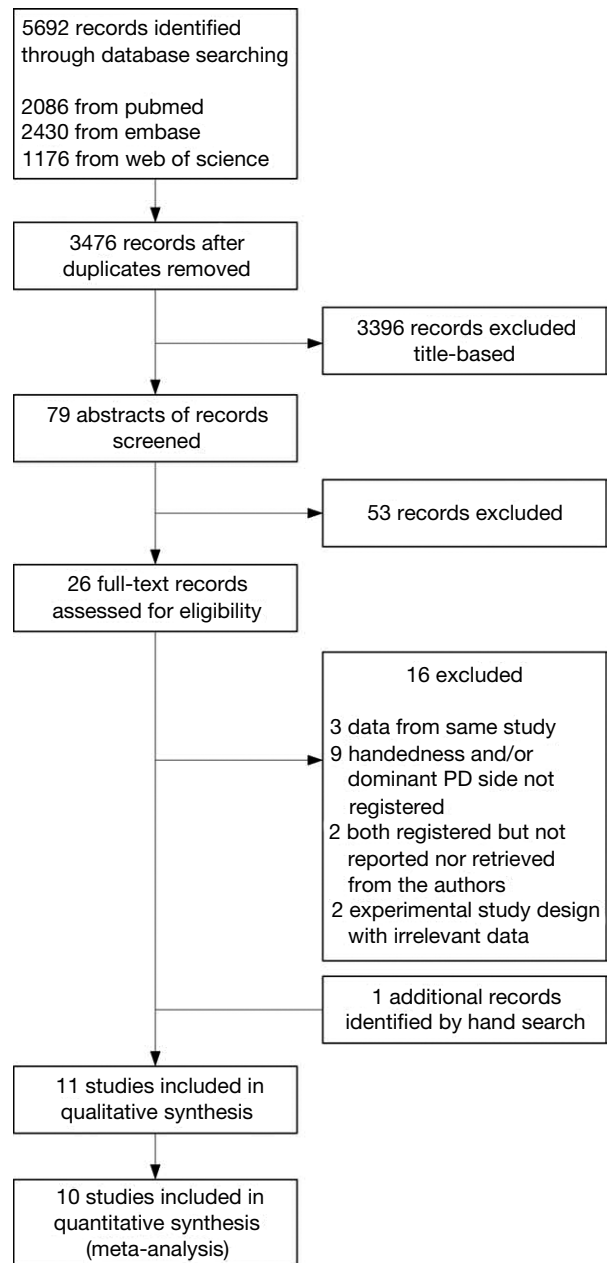 5692 records identified
through database searching
2086 from pubmed
2430 from embase
1176 from web of science
3476 records after
duplicates removed
3396 records excluded
title-based
79 abstracts of records
screened
53 records excluded
26 full-text records
assessed for eligibility
16 excluded
3 data from same study
9 handedness and/or
dominant PD side not
registered
2 both registered but not
reported nor retrieved
from the authors
2 experimental study design
with irrelevant data
1 additional records
identified by hand search
11 studies included in
qualitative synthesis
10 studies included in
quantitative synthesis
(meta-analysis)